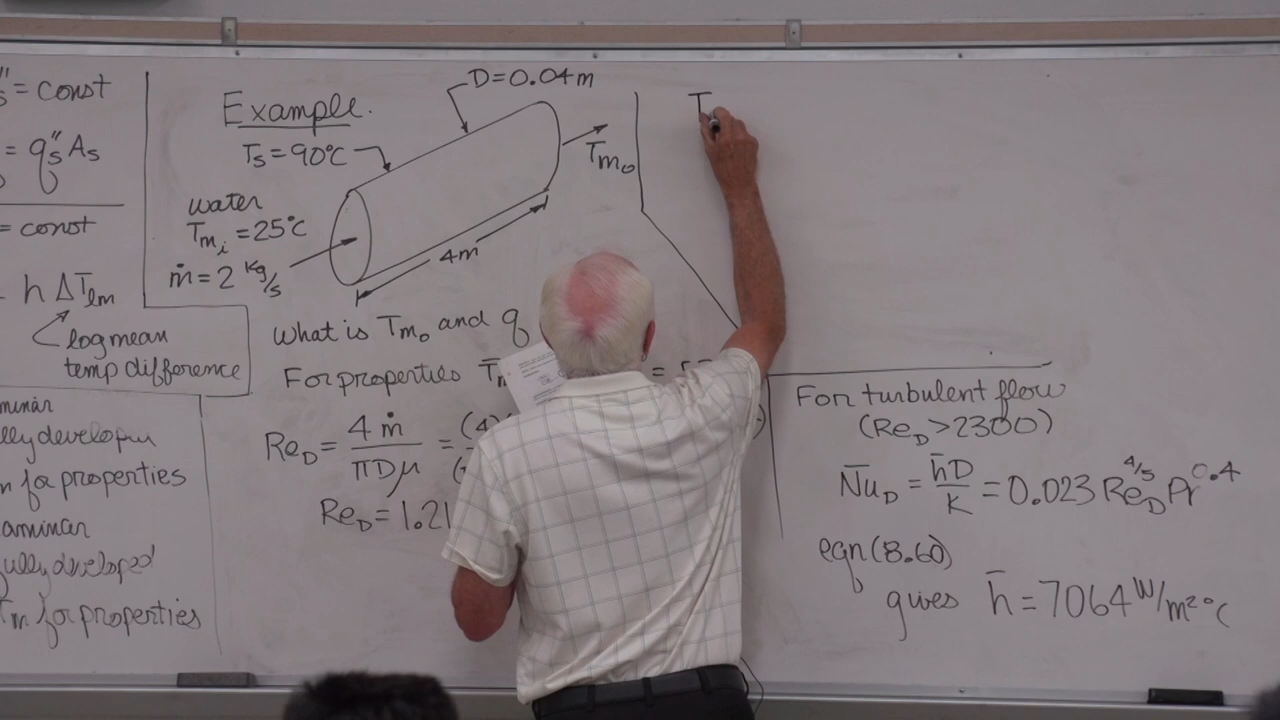 s" = const
= q"s As
= const
h ΔTlm
log mean
temp difference
minar
lly developin
m for properties
aminar
fully developed
Tm for properties
Example.
D=0.04m
Ts=90°C
Tmo
water
Tmi=25°C
ṁ=2 kg/s
4m
What is Tmo and q
For properties T̄m =
ReD = 4ṁ/πDμ = (4)
ReD = 1.21
T
For turbulent flow
(ReD>2300)
N̄uD = h̄D/K = 0.023 ReD^4/5 Pr^0.4
eqn (8.60)
gives h̄ = 7064 W/m²°C